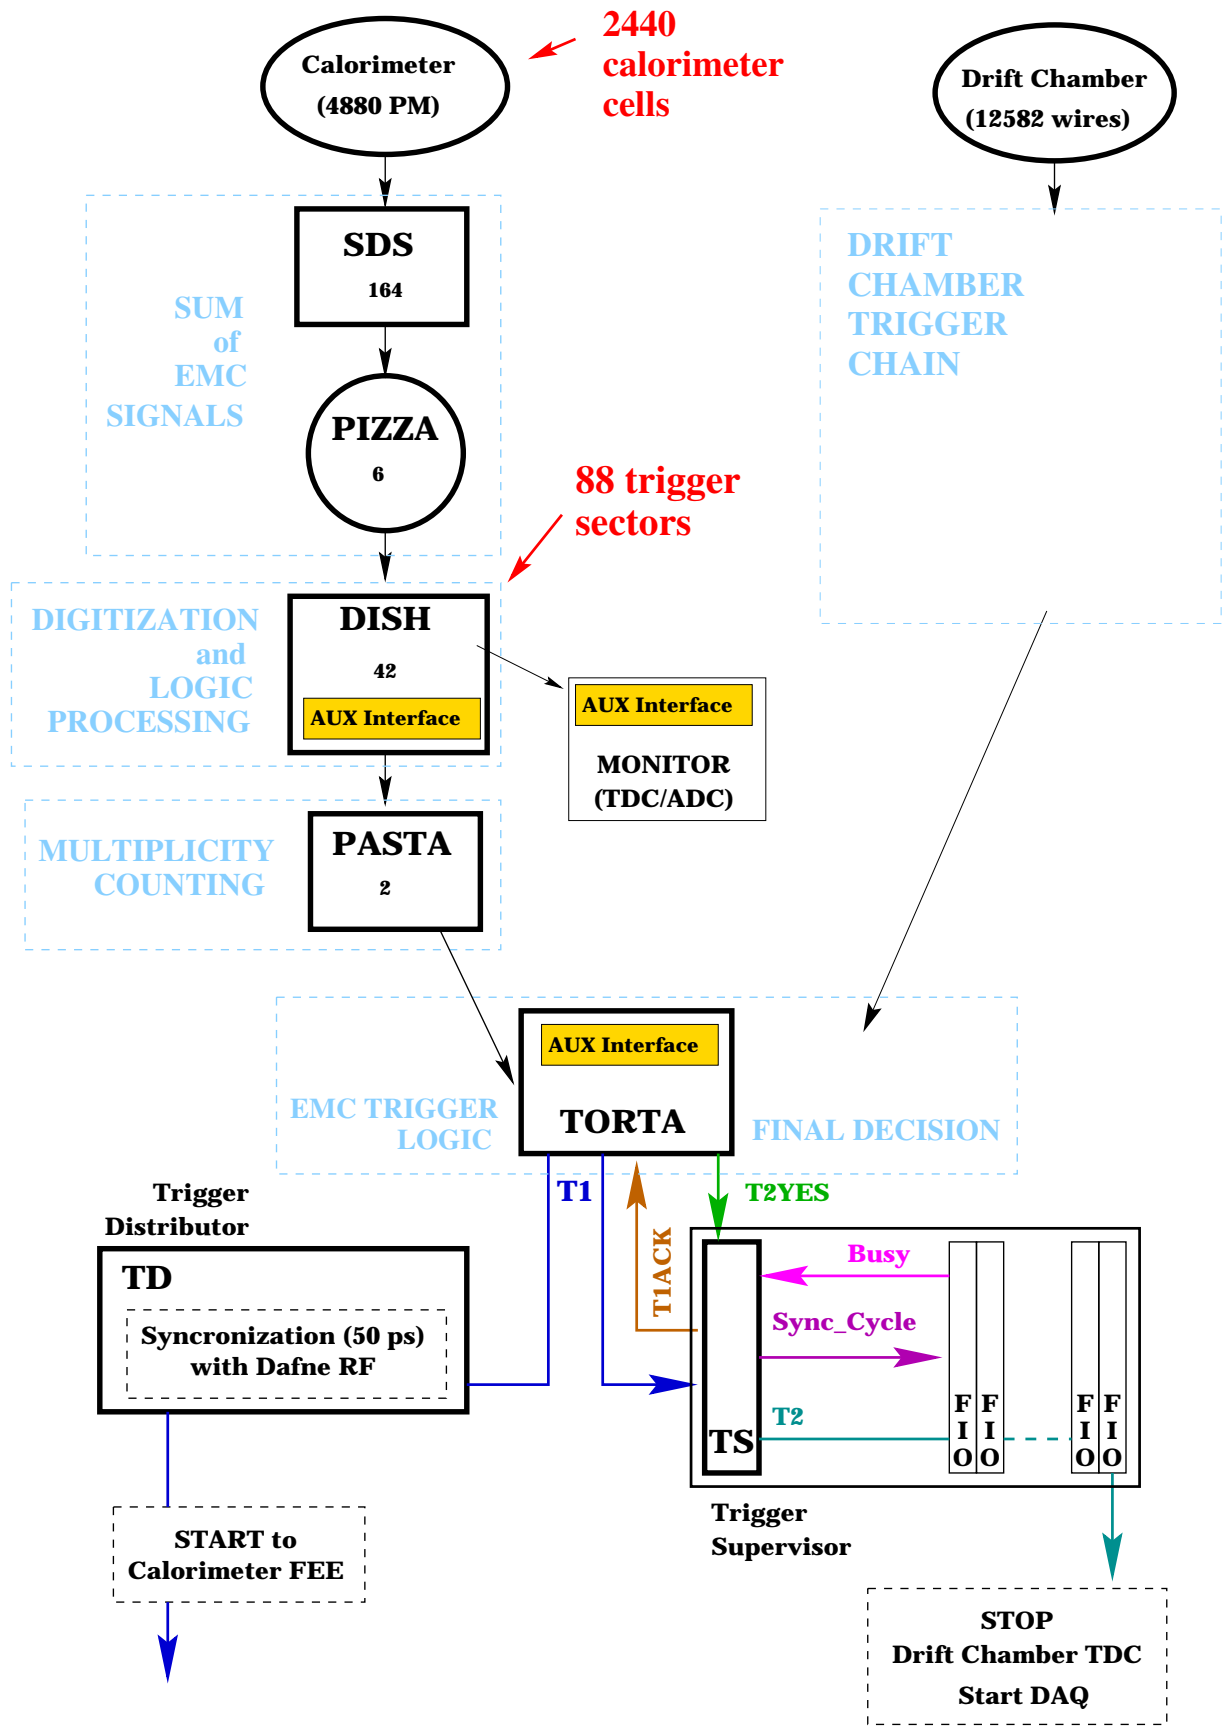 2440
calorimeter
cells
Calorimeter
(4880 PM)
Drift Chamber
(12582 wires)
SDS
164
SUM
of
EMC
SIGNALS
DRIFT
CHAMBER
TRIGGER
CHAIN
PIZZA
6
88 trigger
sectors
DIGITIZATION
and
LOGIC
PROCESSING
DISH
42
AUX Interface
AUX Interface
MONITOR
(TDC/ADC)
MULTIPLICITY
COUNTING
PASTA
2
AUX Interface
TORTA
EMC TRIGGER
LOGIC
FINAL DECISION
T1
T2YES
T1ACK
Trigger
Distributor
TD
Syncronization (50 ps)
with Dafne RF
Busy
Sync_Cycle
T2
TS
FIO
FIO
FIO
FIO
Trigger
Supervisor
START to
Calorimeter FEE
STOP
Drift Chamber TDC
Start DAQ